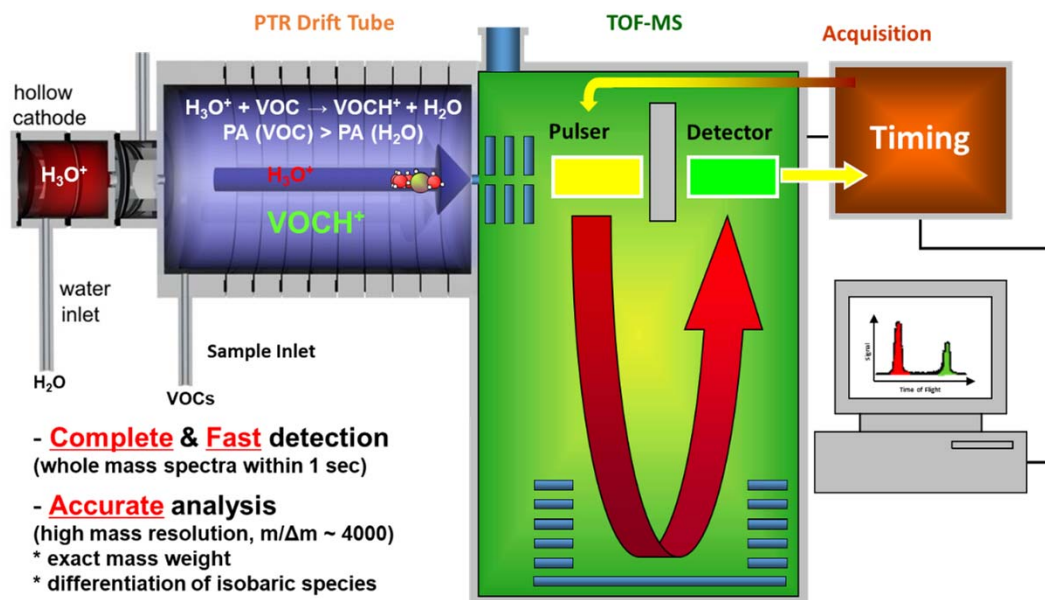 PTR Drift Tube
TOF-MS
Acquisition
hollow
cathode
H₃O⁺
H₃O⁺ + VOC → VOCH⁺ + H₂O
PA (VOC) > PA (H₂O)
H₃O⁺
VOCH⁺
Pulser
Detector
Timing
water
inlet
Sample Inlet
H₂O
VOCs
Signal
Time of Flight
- Complete & Fast detection
(whole mass spectra within 1 sec)
- Accurate analysis
(high mass resolution, m/Δm ~ 4000)
* exact mass weight
* differentiation of isobaric species